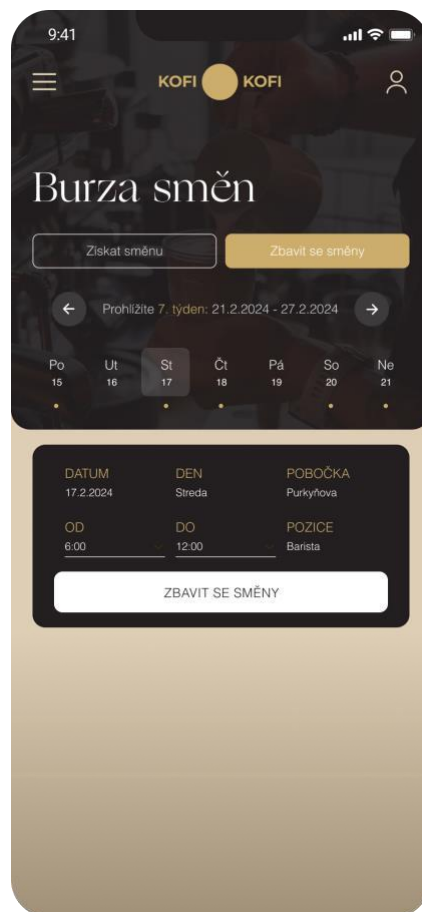 9:41
KOFI KOFI
Burza směn
Získat směnu
Zbavit se směny
Prohlížíte 7. týden: 21.2.2024 - 27.2.2024
Po Ut St Čt Pá So Ne
15 16 17 18 19 20 21
DATUM DEN POBOČKA
17.2.2024 Streda Purkyňova
OD DO POZICE
6:00 12:00 Barista
ZBAVIT SE SMĚNY